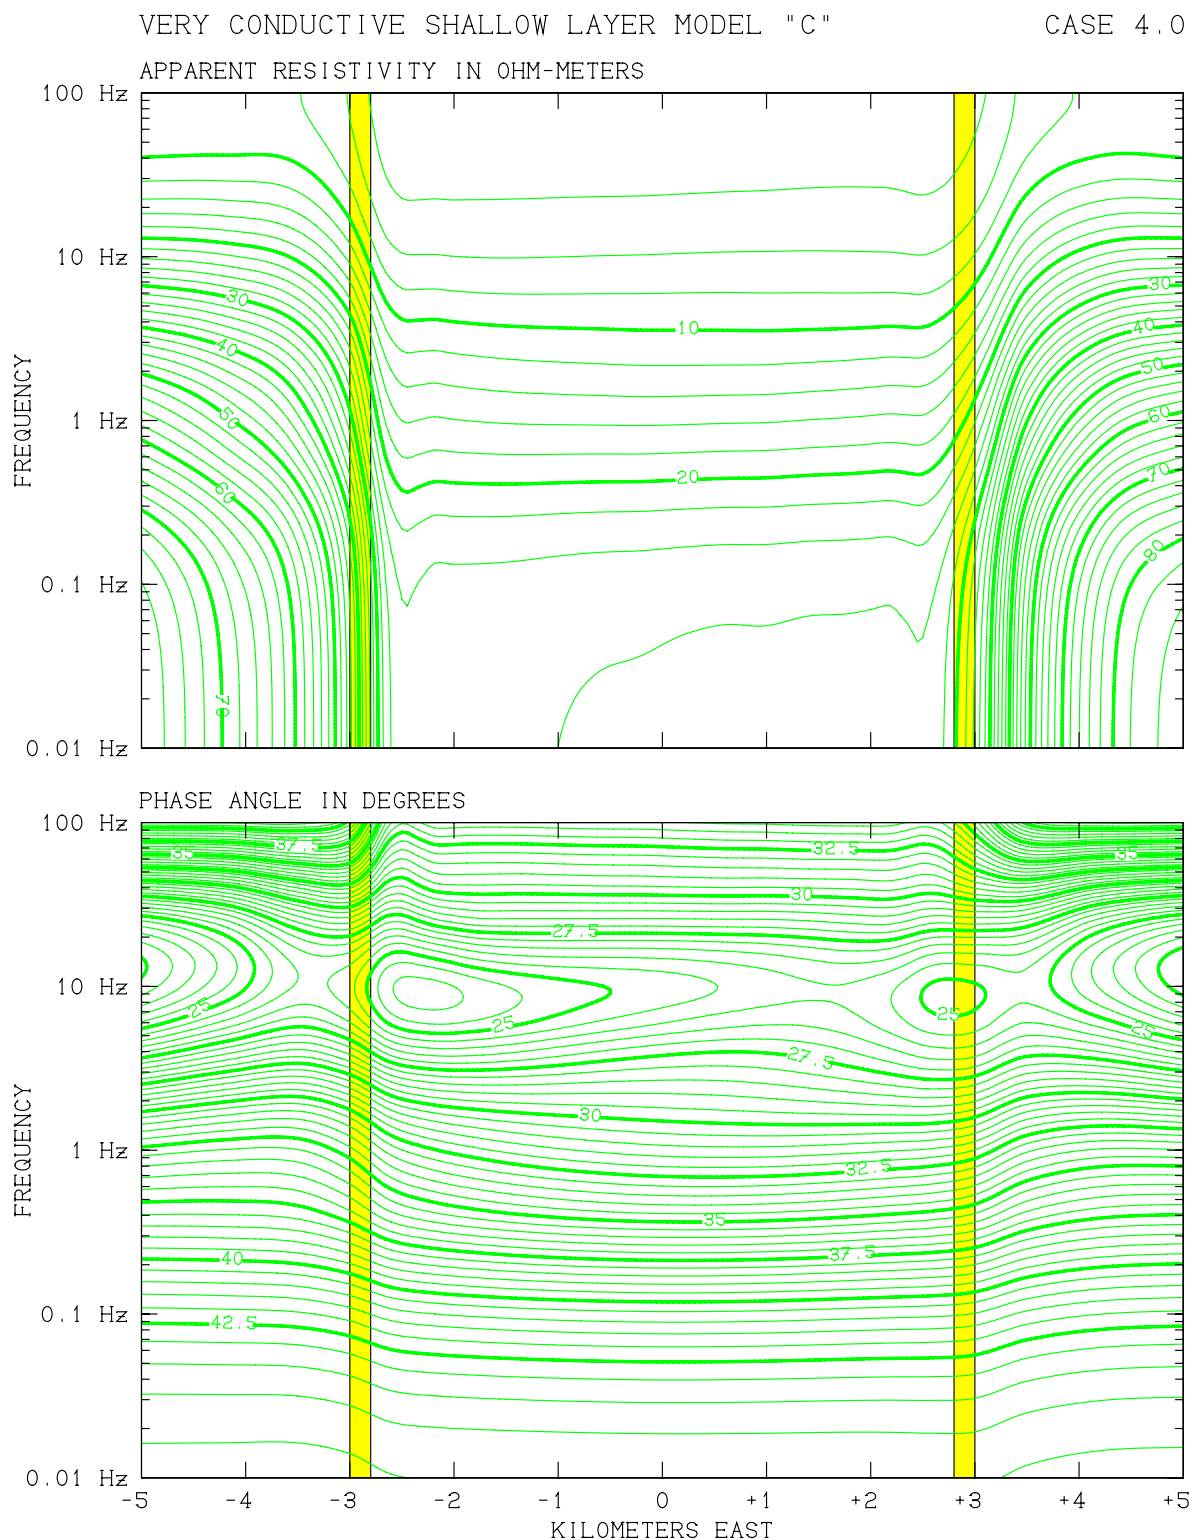 VERY CONDUCTIVE SHALLOW LAYER MODEL "C" CASE 4.0
APPARENT RESISTIVITY IN OHM-METERS
100 Hz
10 Hz
1 Hz
0.1 Hz
0.01 Hz
FREQUENCY
30
40
50
60
70
10
20
30
40
50
60
70
80
PHASE ANGLE IN DEGREES
100 Hz
10 Hz
1 Hz
0.1 Hz
0.01 Hz
FREQUENCY
35
37.5
32.5
35
30
27.5
25
25
25
25
27.5
30
32.5
35
37.5
40
42.5
-5 -4 -3 -2 -1 0 +1 +2 +3 +4 +5
KILOMETERS EAST